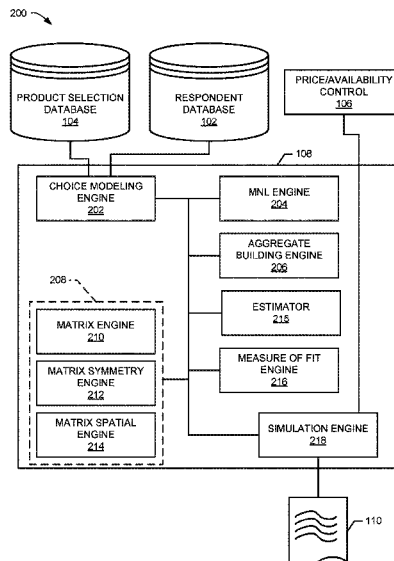 200
PRODUCT SELECTION
DATABASE
104
RESPONDENT
DATABASE
102
PRICE/AVAILABILITY
CONTROL
106
108
CHOICE MODELING
ENGINE
202
MNL ENGINE
204
AGGREGATE
BUILDING ENGINE
206
208
MATRIX ENGINE
210
ESTIMATOR
215
MATRIX SYMMETRY
ENGINE
212
MEASURE OF FIT
ENGINE
216
MATRIX SPATIAL
ENGINE
214
SIMULATION ENGINE
218
110